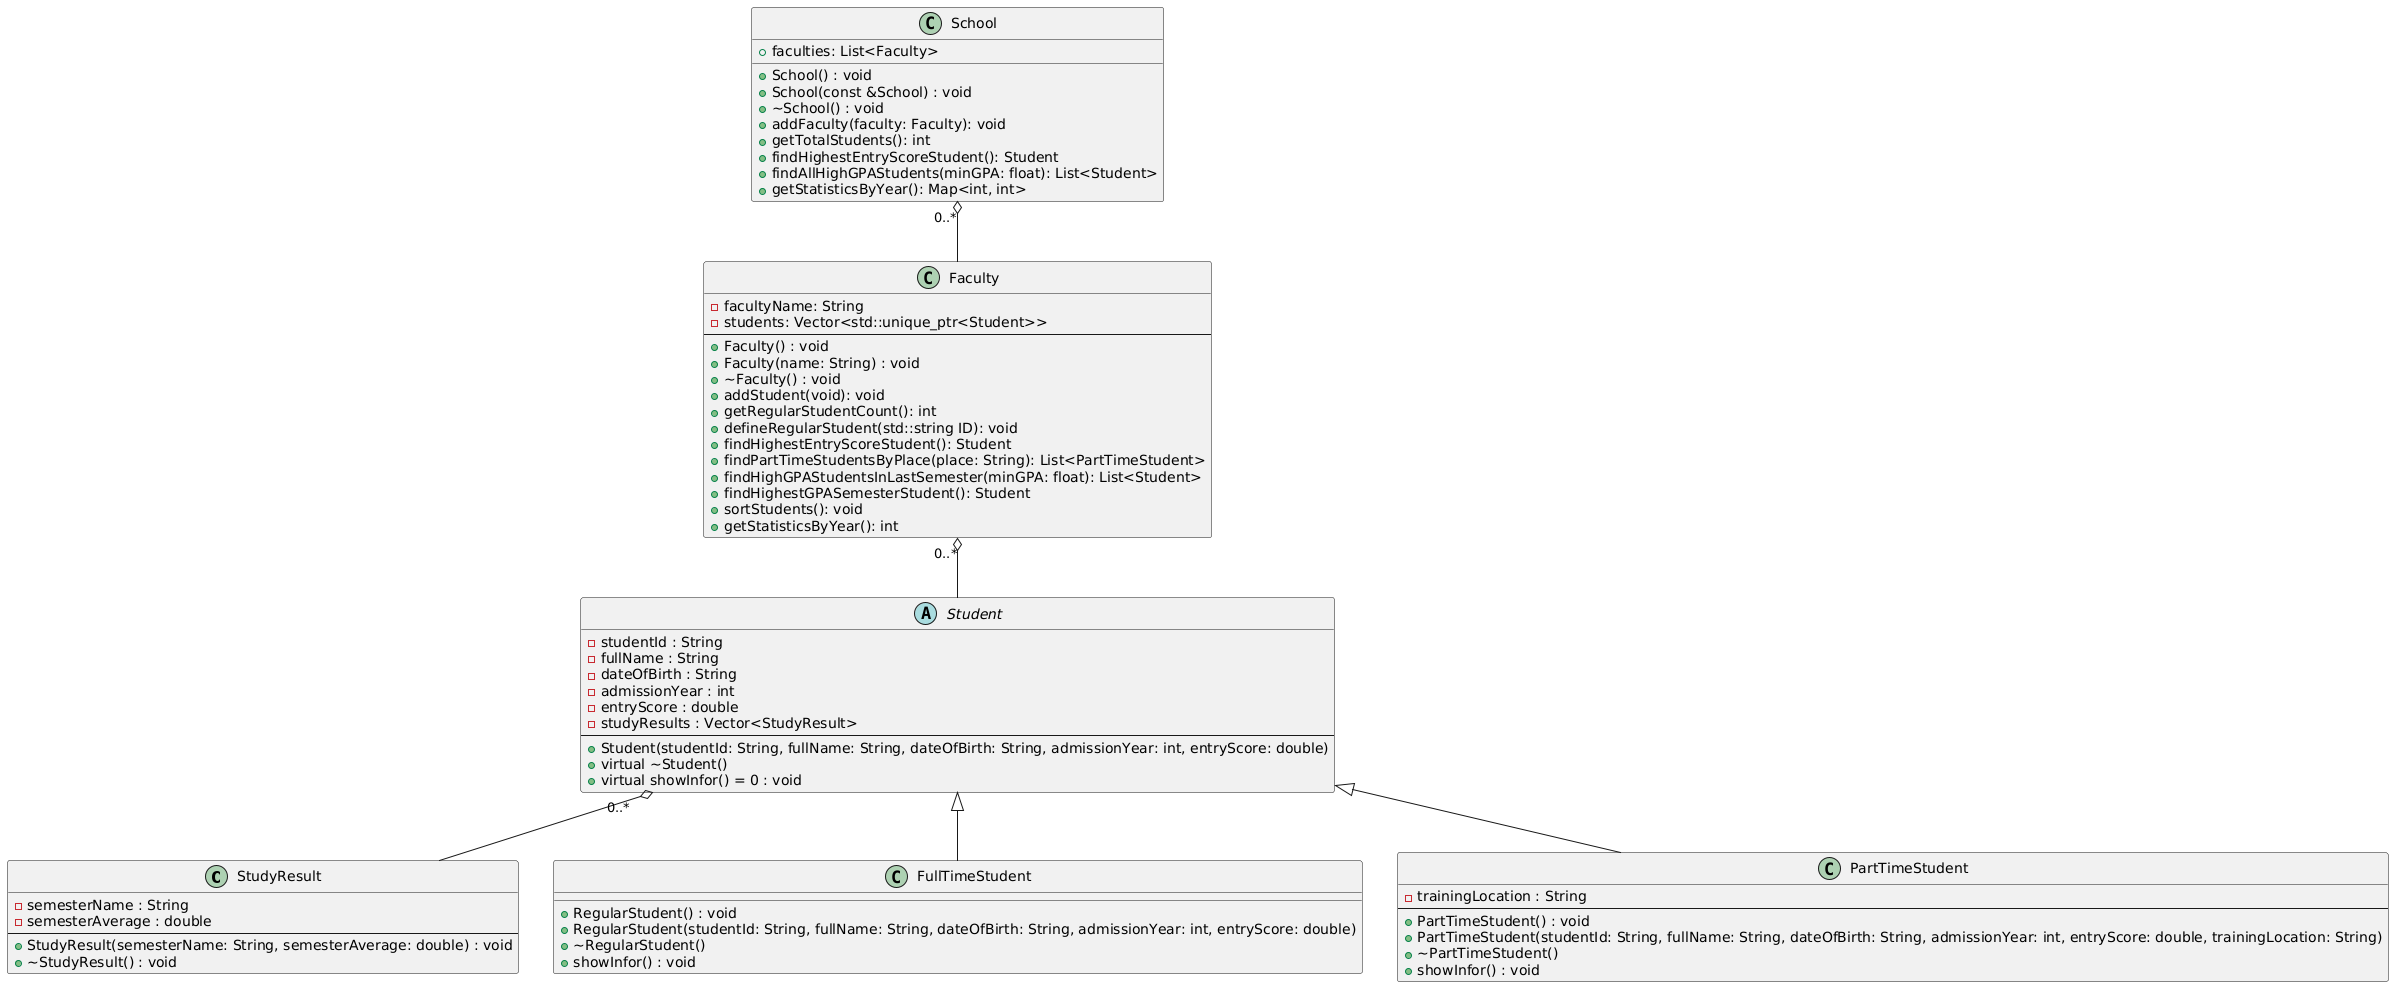 C School
faculties: List<Faculty>
School() : void
School(const &School) : void
~School() : void
addFaculty(faculty: Faculty): void
getTotalStudents(): int
findHighestEntryScoreStudent(): Student
findAllHighGPAStudents(minGPA: float): List<Student>
getStatisticsByYear(): Map<int, int>
0..*
C Faculty
facultyName: String
students: Vector<std::unique_ptr<Student>>
Faculty() : void
Faculty(name: String) : void
~Faculty() : void
addStudent(void): void
getRegularStudentCount(): int
defineRegularStudent(std::string ID): void
findHighestEntryScoreStudent(): Student
findPartTimeStudentsByPlace(place: String): List<PartTimeStudent>
findHighGPAStudentsInLastSemester(minGPA: float): List<Student>
findHighestGPASemesterStudent(): Student
sortStudents(): void
getStatisticsByYear(): int
0..*
A Student
studentId : String
fullName : String
dateOfBirth : String
admissionYear : int
entryScore : double
studyResults : Vector<StudyResult>
Student(studentId: String, fullName: String, dateOfBirth: String, admissionYear: int, entryScore: double)
virtual ~Student()
virtual showInfor() = 0 : void
0..*
C StudyResult
semesterName : String
semesterAverage : double
StudyResult(semesterName: String, semesterAverage: double) : void
~StudyResult() : void
C FullTimeStudent
RegularStudent() : void
RegularStudent(studentId: String, fullName: String, dateOfBirth: String, admissionYear: int, entryScore: double)
~RegularStudent()
showInfor() : void
C PartTimeStudent
trainingLocation : String
PartTimeStudent() : void
PartTimeStudent(studentId: String, fullName: String, dateOfBirth: String, admissionYear: int, entryScore: double, trainingLocation: String)
~PartTimeStudent()
showInfor() : void